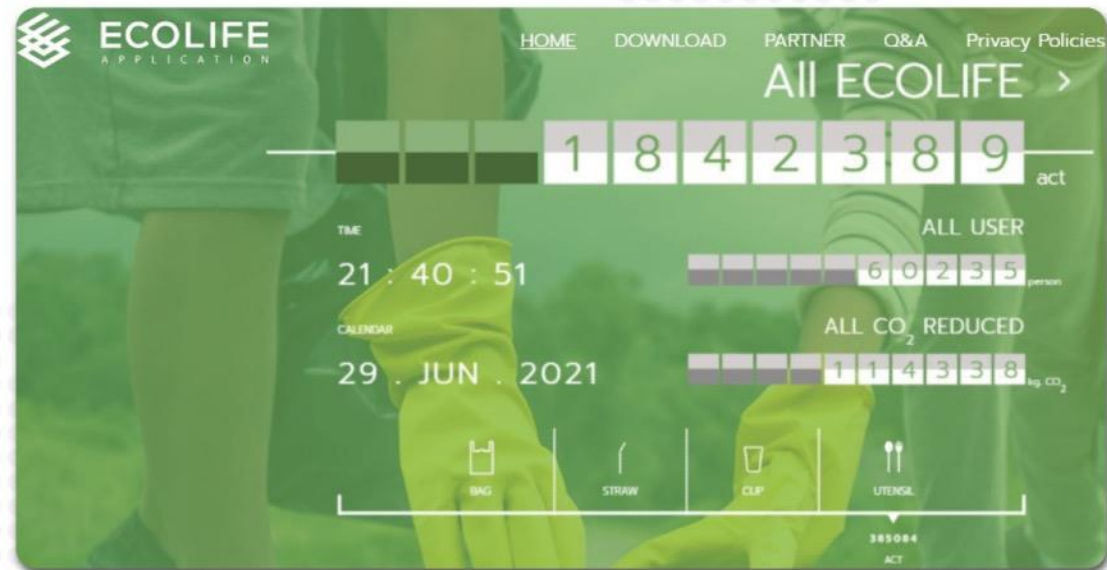 ECOLIFE
APPLICATION
HOME DOWNLOAD PARTNER Q&A Privacy Policies
All ECOLIFE >
1842389 act
TIME
21 : 40 : 51
ALL USER
60235 person
CALENDAR
29 . JUN . 2021
ALL CO₂ REDUCED
114338 kg. CO₂
BAG STRAW CUP UTENSIL
385084
ACT